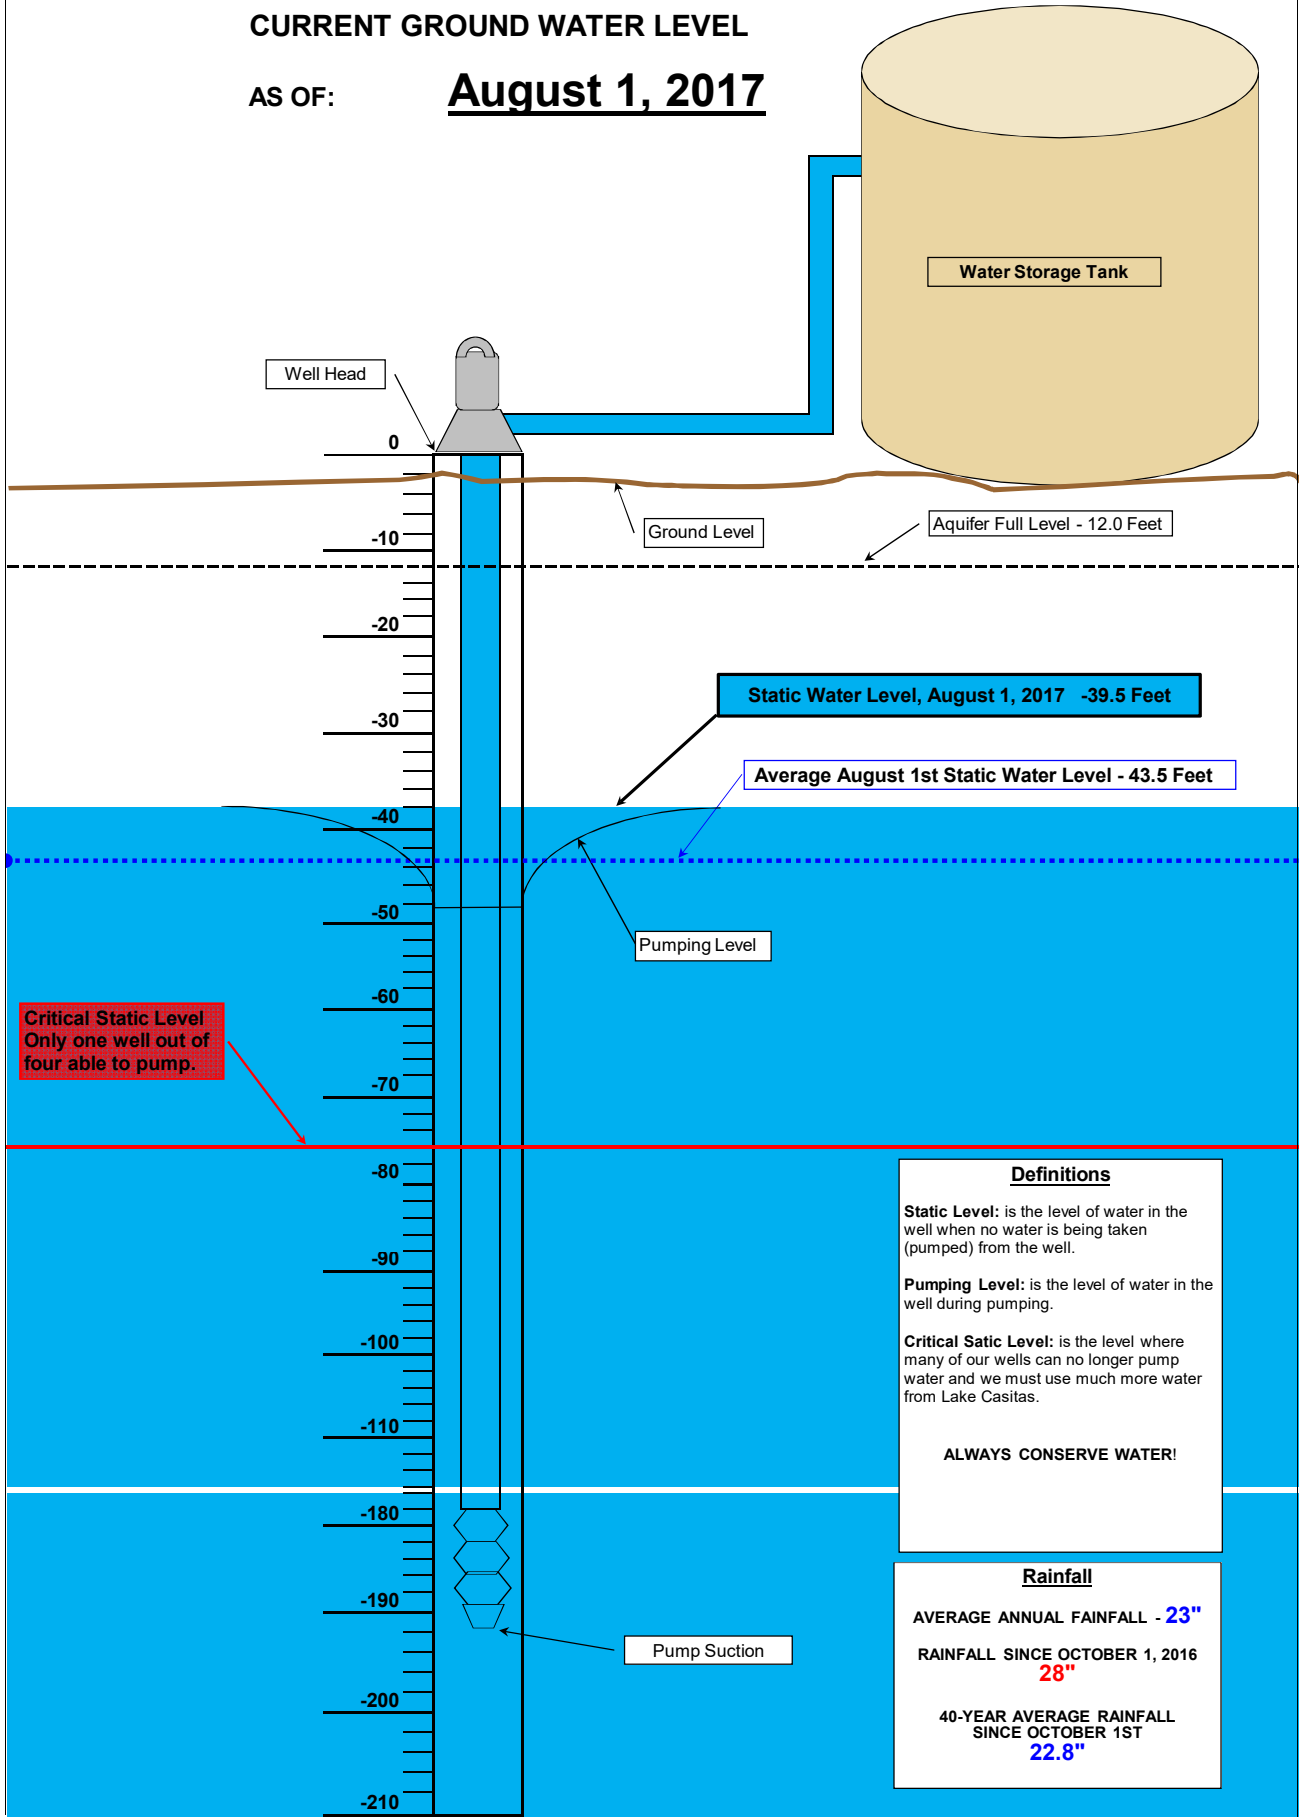 CURRENT GROUND WATER LEVEL
AS OF: August 1, 2017
Water Storage Tank
Well Head
0
Ground Level
Aquifer Full Level - 12.0 Feet
-10
-20
Static Water Level, August 1, 2017 -39.5 Feet
-30
Average August 1st Static Water Level - 43.5 Feet
-40
-50
Pumping Level
-60
Critical Static Level
Only one well out of
four able to pump.
-70
-80
-90
-100
-110
-180
-190
-200
-210
Pump Suction
Definitions
Static Level: is the level of water in the
well when no water is being taken
(pumped) from the well.
Pumping Level: is the level of water in the
well during pumping.
Critical Satic Level: is the level where
many of our wells can no longer pump
water and we must use much more water
from Lake Casitas.
ALWAYS CONSERVE WATER!
Rainfall
AVERAGE ANNUAL FAINFALL - 23"
RAINFALL SINCE OCTOBER 1, 2016
28"
40-YEAR AVERAGE RAINFALL
SINCE OCTOBER 1ST
22.8"